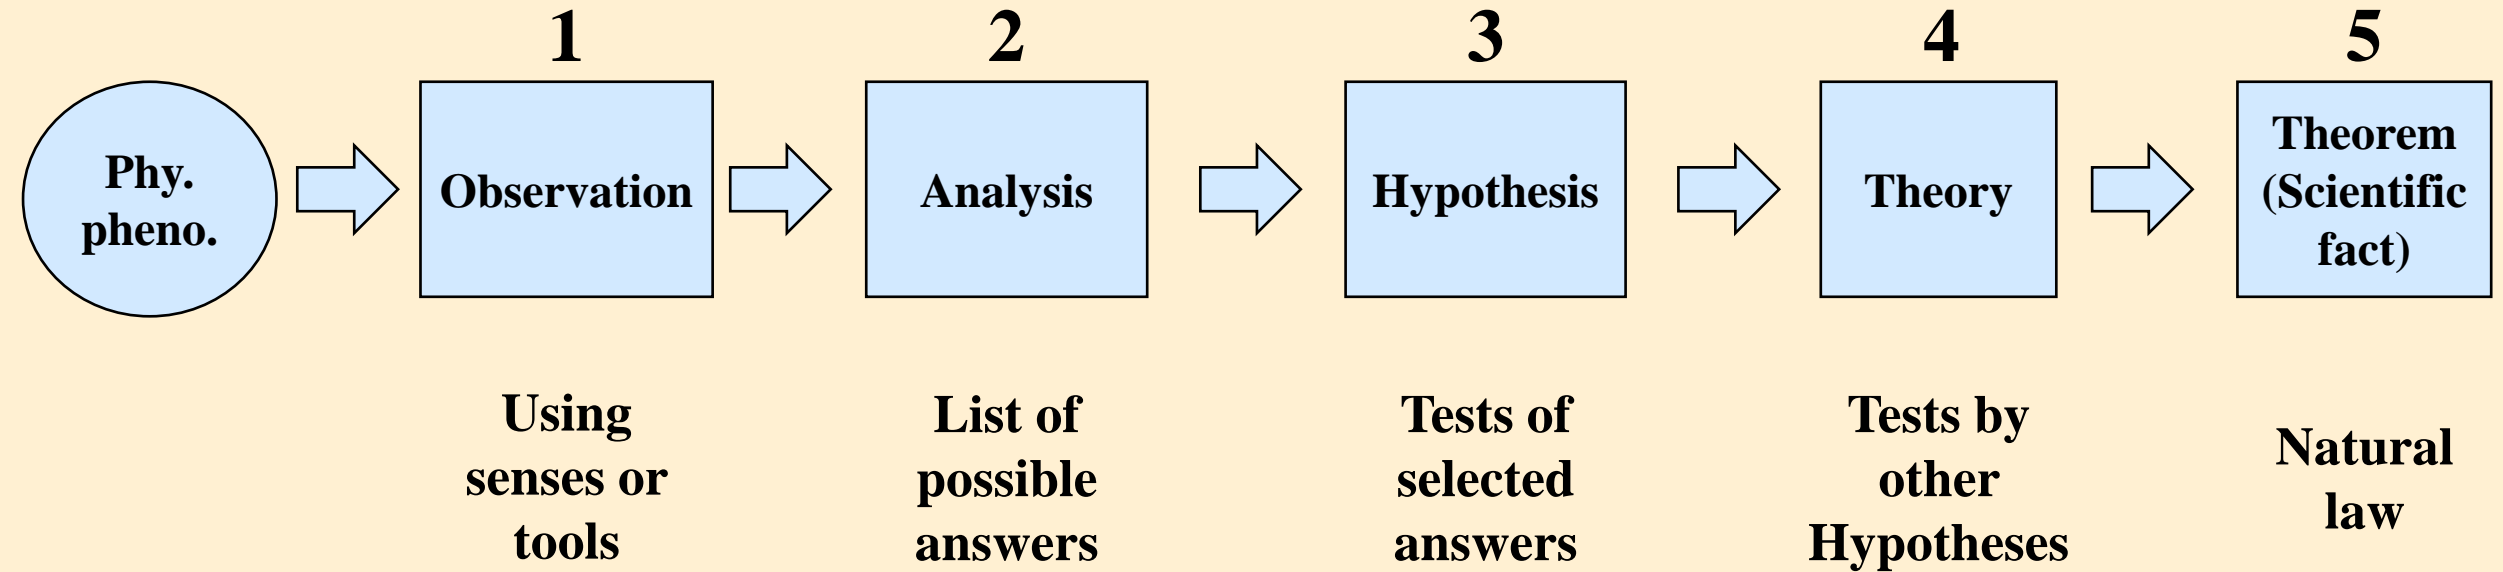 1
2
3
4
5
Phy.
pheno.
Observation
Analysis
Hypothesis
Theory
Theorem
(Scientific
fact)
Using
senses or
tools
List of
possible
answers
Tests of
selected
answers
Tests by
other
Hypotheses
Natural
law